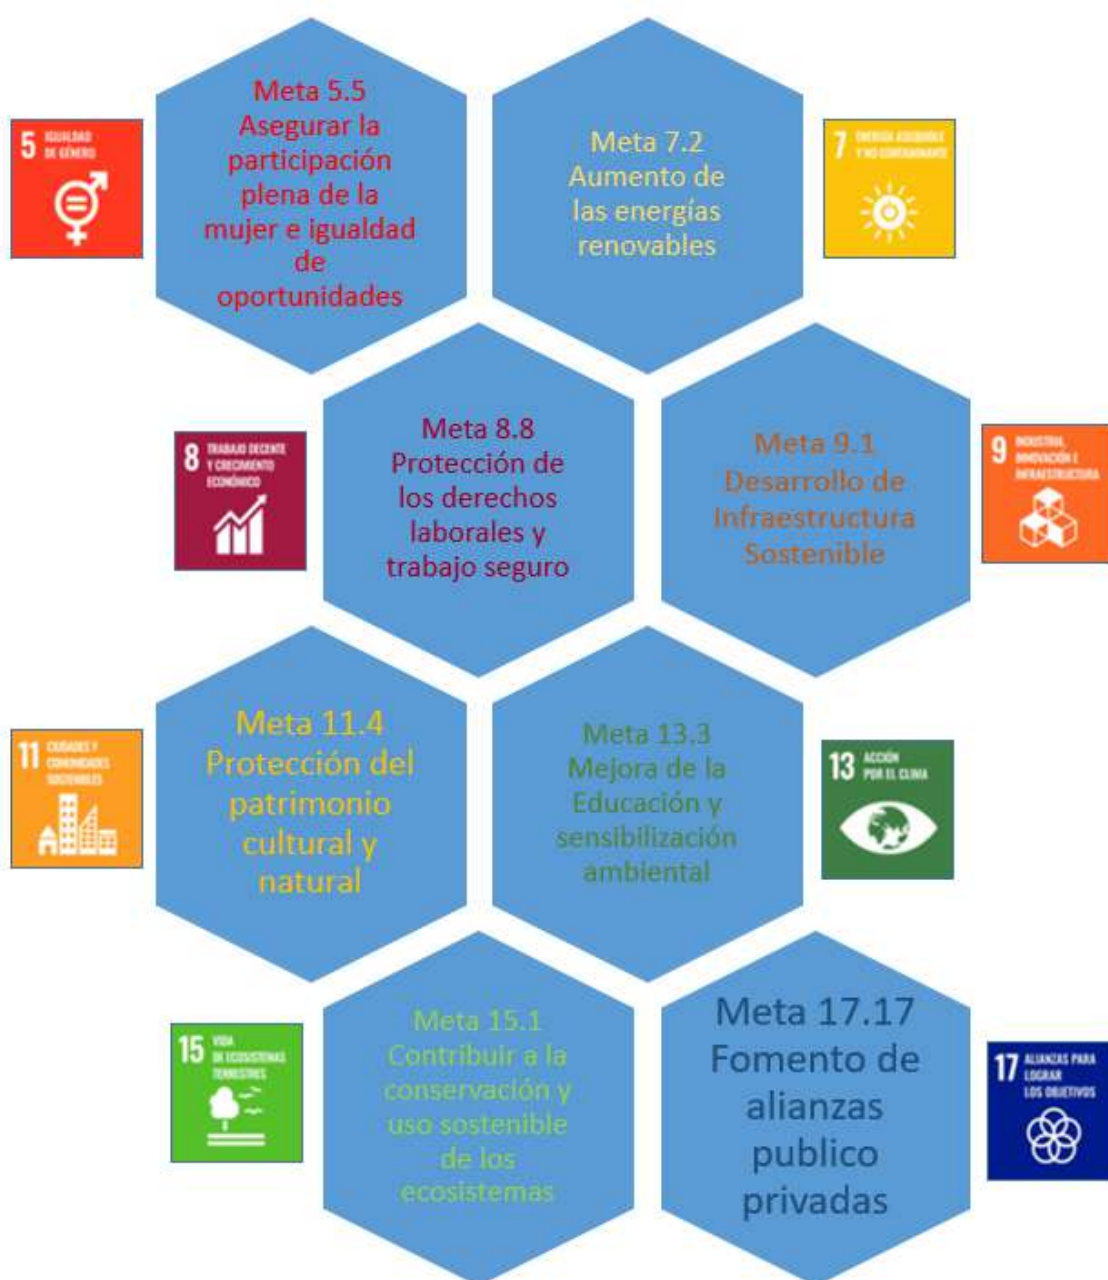 Meta 5.5
Asegurar la
participación
plena de la
mujer e igualdad
de
oportunidades
5 IGUALDAD
DE GÉNERO
Meta 7.2
Aumento de
las energías
renovables
7 ENERGÍA ASEQUIBLE
Y NO CONTAMINANTE
8 TRABAJO DECENTE
Y CRECIMIENTO
ECONÓMICO
Meta 8.8
Protección de
los derechos
laborales y
trabajo seguro
Meta 9.1
Desarrollo de
Infraestructura
Sostenible
9 INDUSTRIA,
INNOVACIÓN E
INFRAESTRUCTURA
11 CIUDADES Y
COMUNIDADES
SOSTENIBLES
Meta 11.4
Protección del
patrimonio
cultural y
natural
Meta 13.3
Mejora de la
Educación y
sensibilización
ambiental
13 ACCIÓN
POR EL CLIMA
15 VIDA
DE ECOSISTEMAS
TERRESTRES
Meta 15.1
Contribuir a la
conservación y
uso sostenible
de los
ecosistemas
Meta 17.17
Fomento de
alianzas
publico
privadas
17 ALIANZAS PARA
LOGRAR
LOS OBJETIVOS